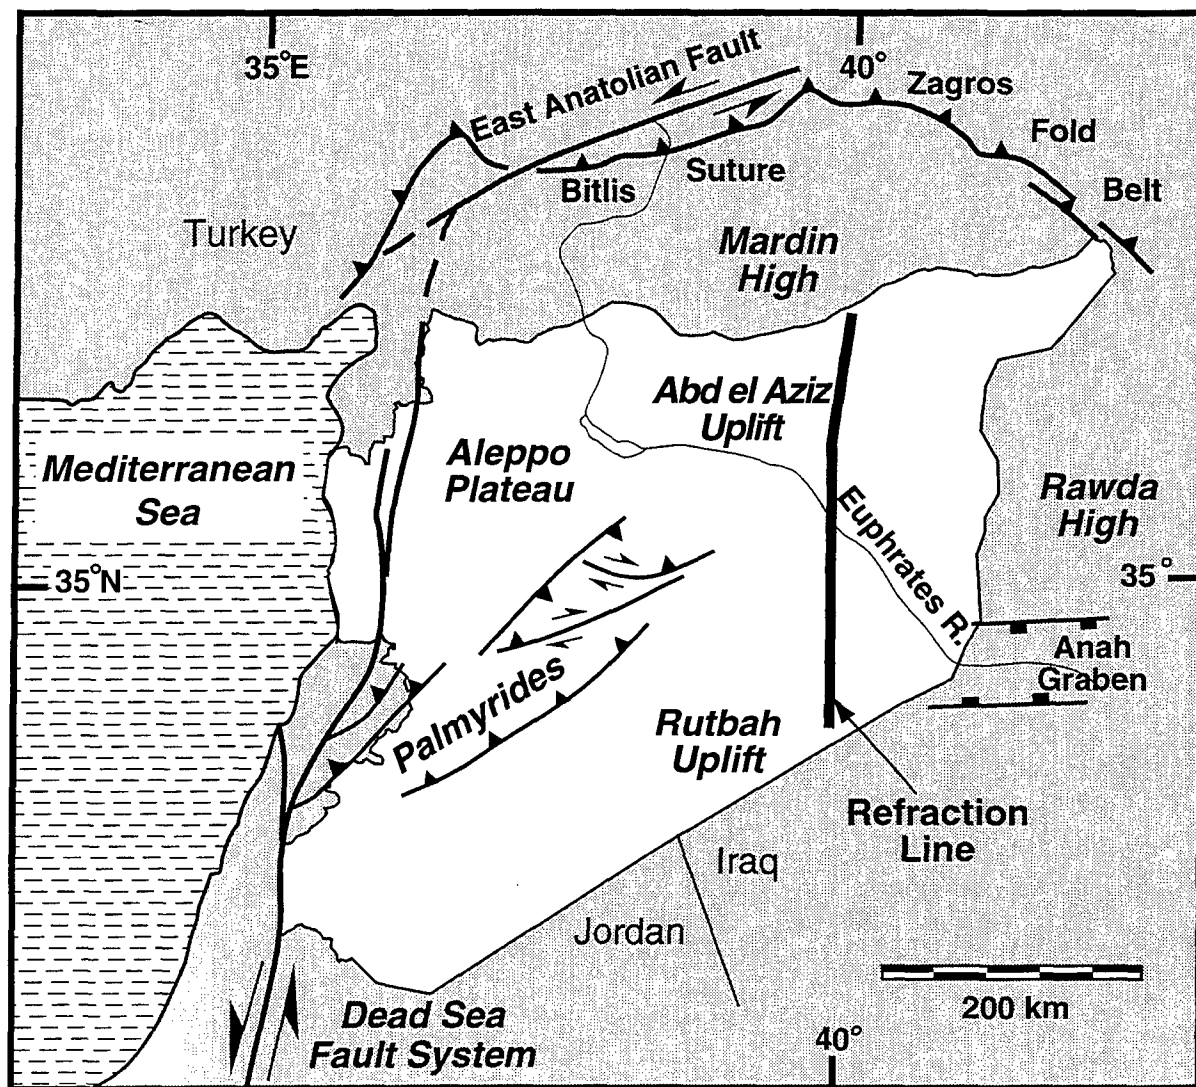 35°E
East Anatolian Fault
40°
Zagros
Fold
Belt
Bitlis
Suture
Turkey
Mardin
High
Abd el Aziz
Uplift
Aleppo
Plateau
Mediterranean
Sea
Rawda
High
Euphrates R.
35°N
35°
Anah
Graben
Palmyrides
Rutbah
Uplift
Refraction
Line
Iraq
Jordan
200 km
Dead Sea
Fault System
40°